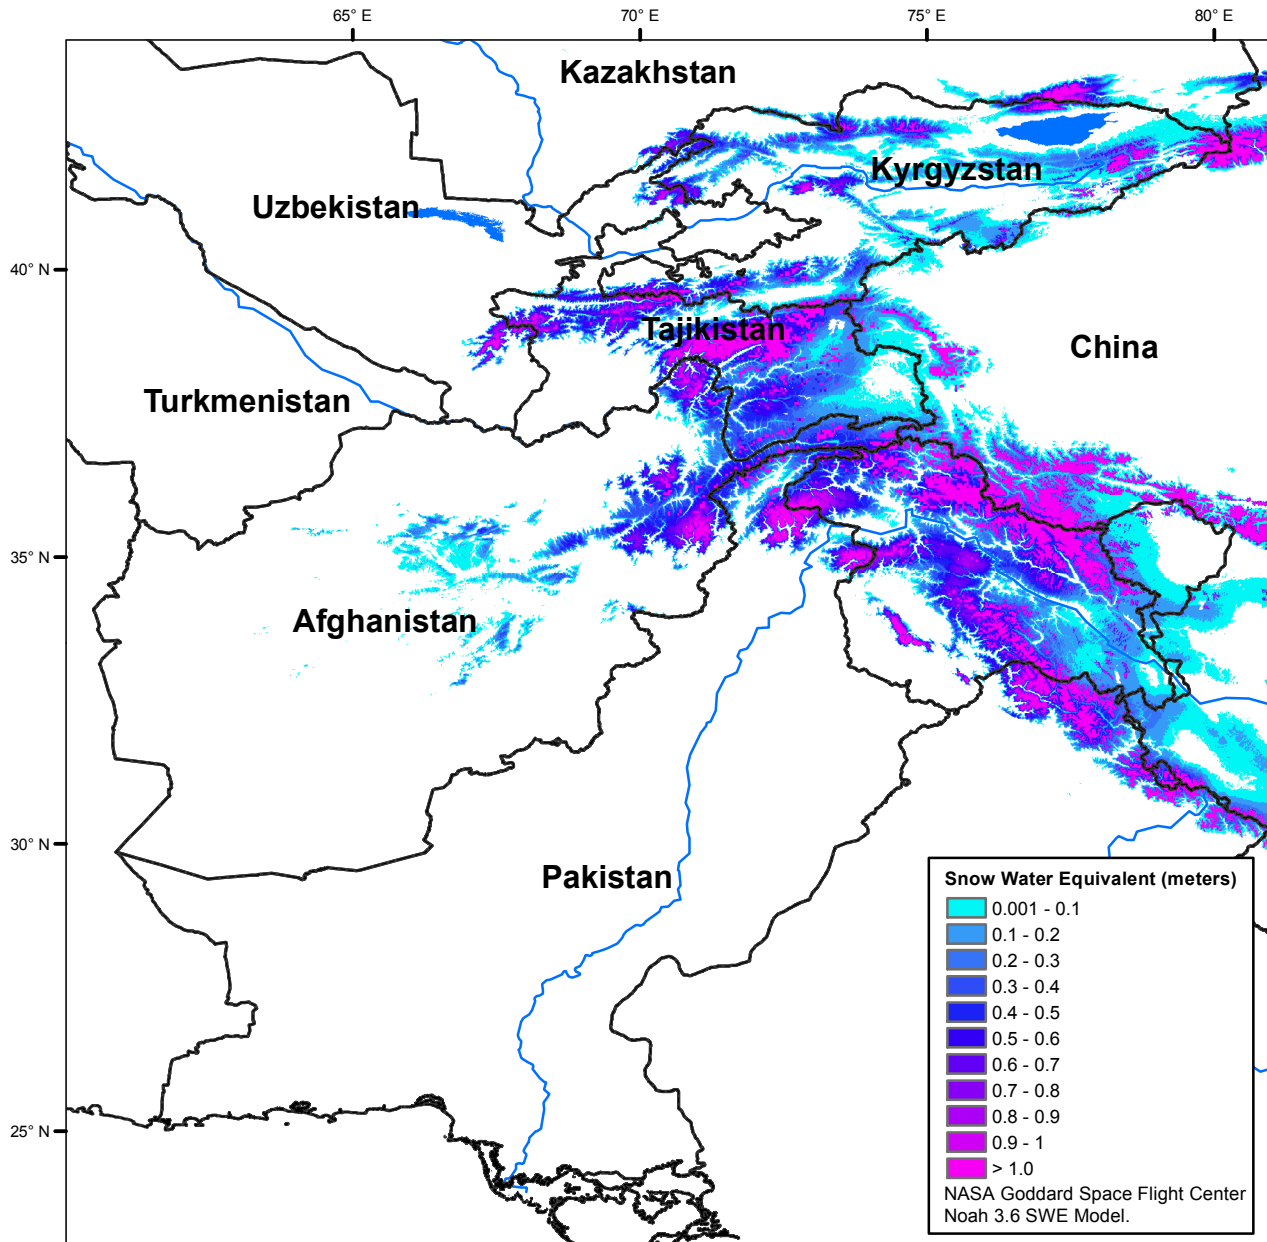 65° E
70° E
75° E
80° E
Kazakhstan
Kyrgyzstan
Uzbekistan
40° N
Tajikistan
China
Turkmenistan
35° N
Afghanistan
30° N
Pakistan
25° N
Snow Water Equivalent (meters)
0.001 - 0.1
0.1 - 0.2
0.2 - 0.3
0.3 - 0.4
0.4 - 0.5
0.5 - 0.6
0.6 - 0.7
0.7 - 0.8
0.8 - 0.9
0.9 - 1
> 1.0
NASA Goddard Space Flight Center
Noah 3.6 SWE Model.